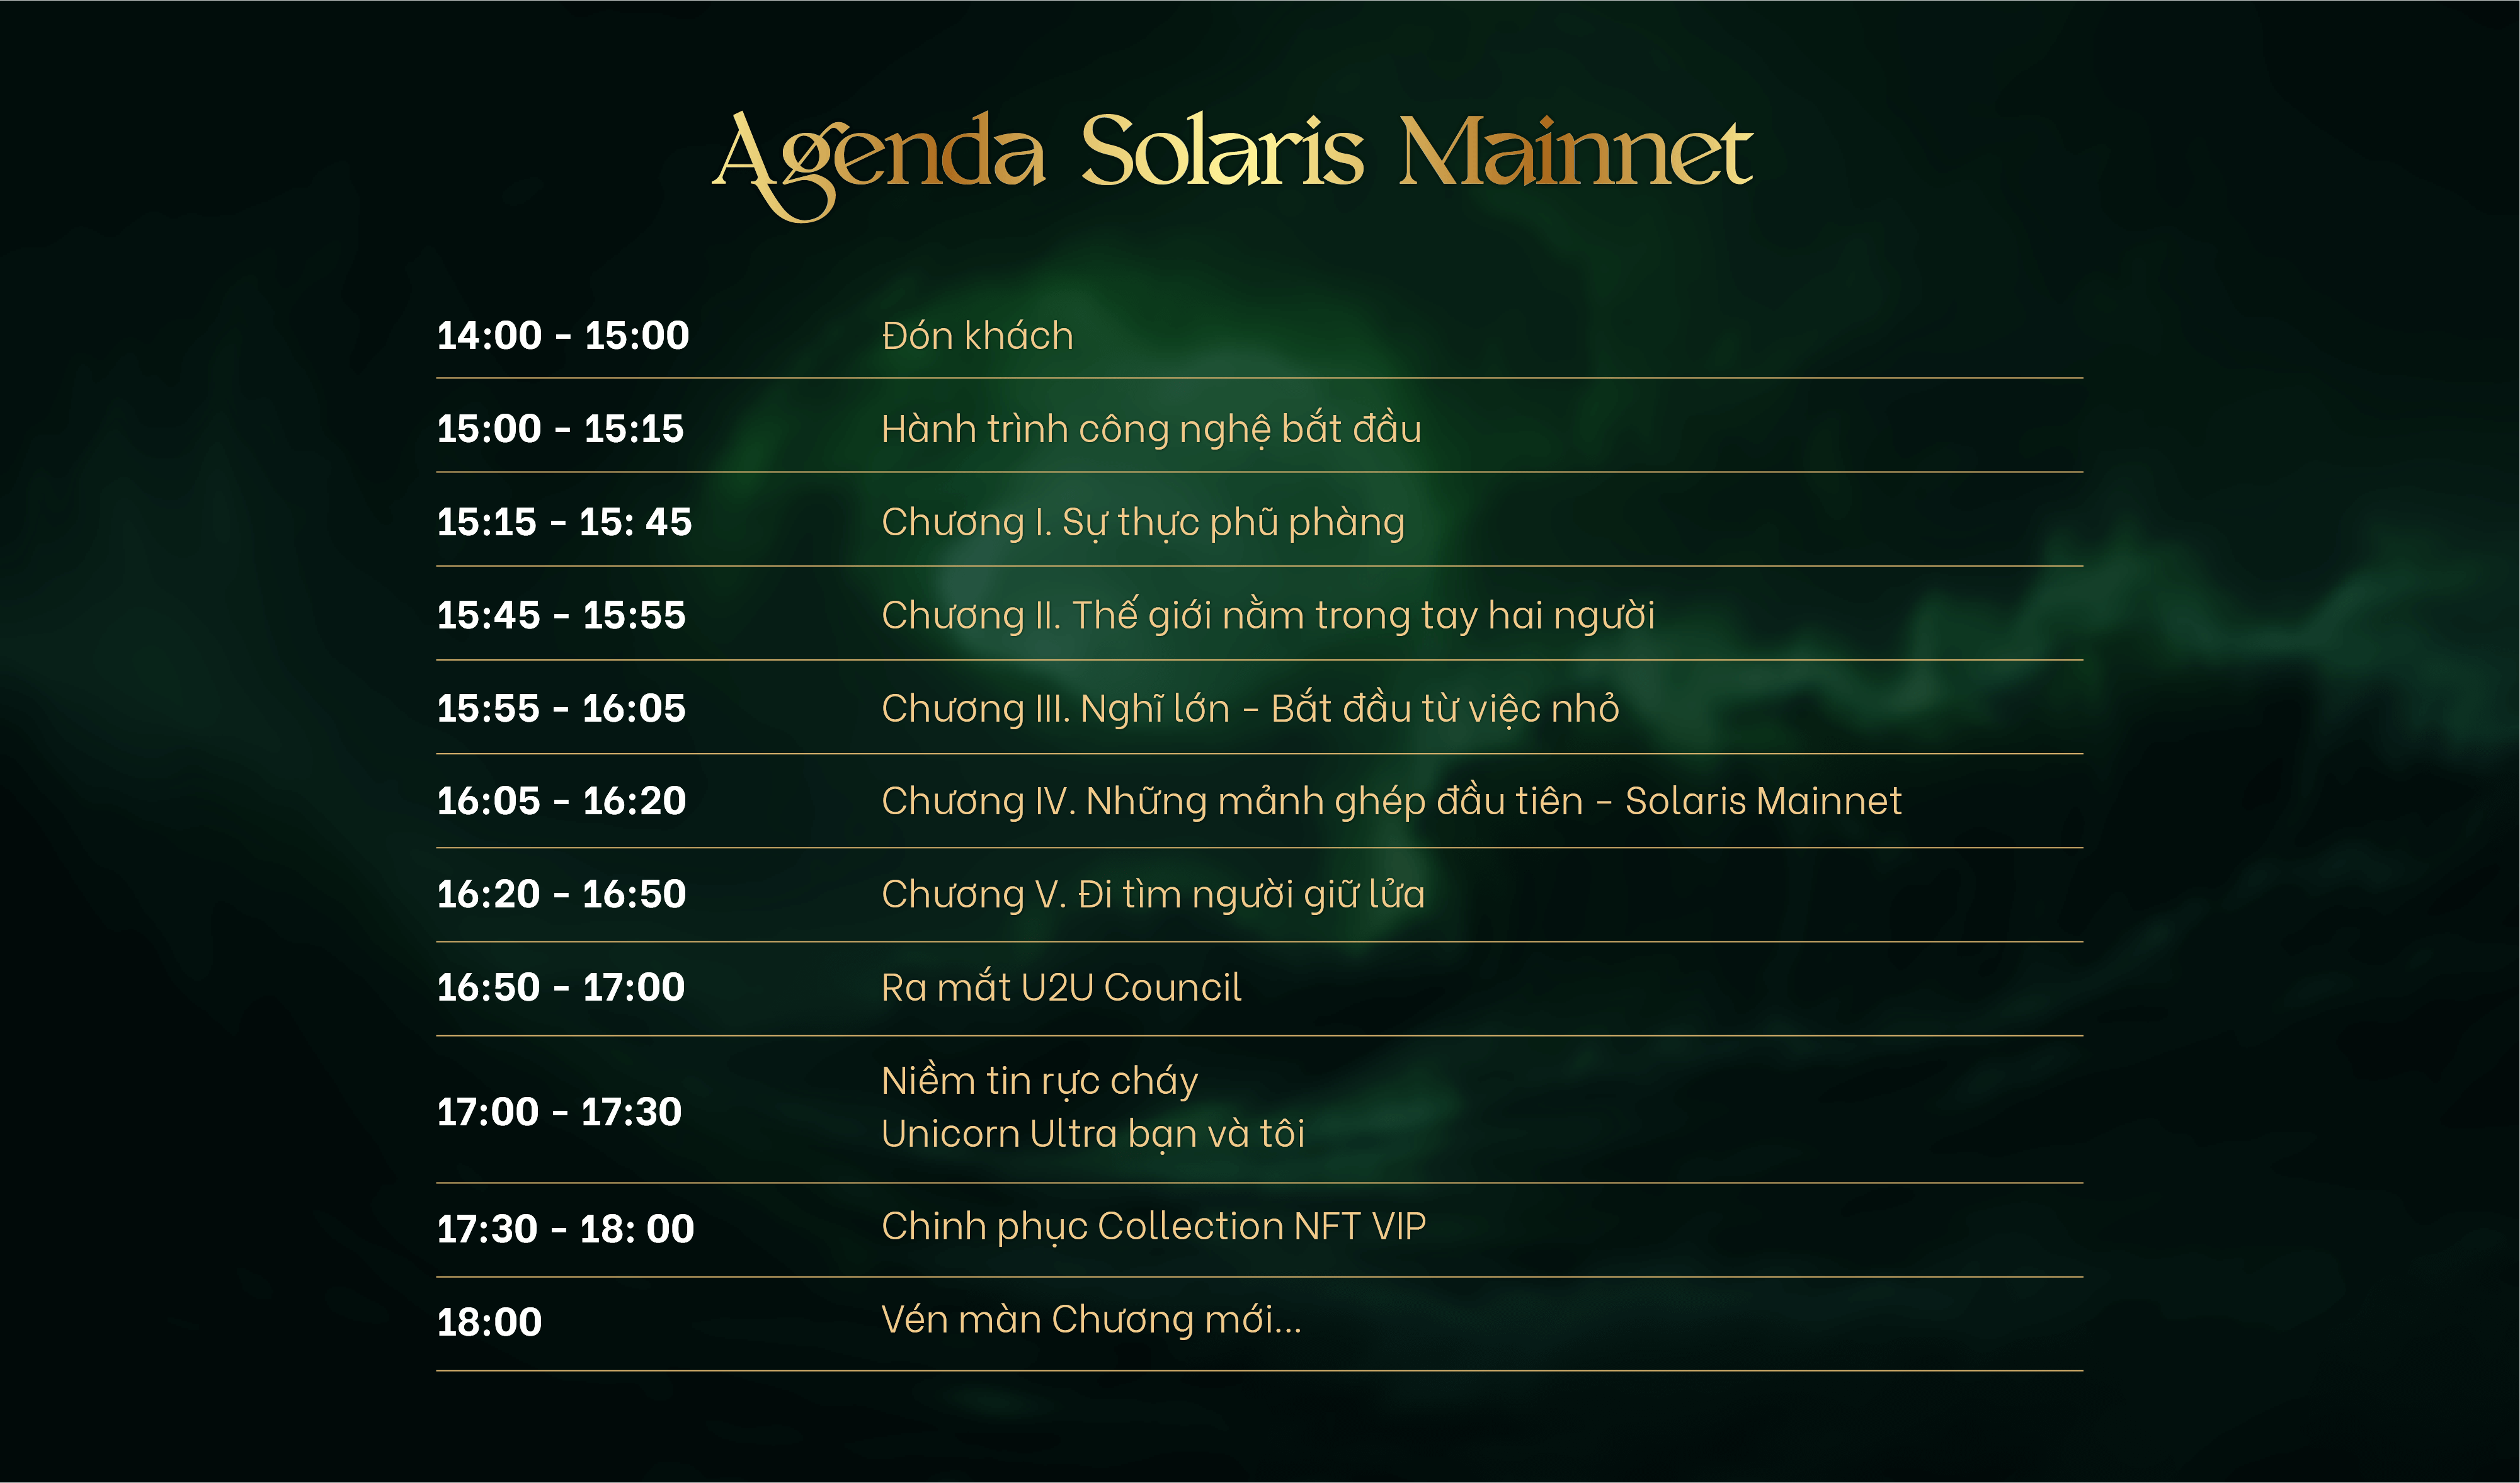 Agenda Solaris Mainnet
14:00 - 15:00 Đón khách
15:00 - 15:15 Hành trình công nghệ bắt đầu
15:15 - 15: 45 Chương I. Sự thực phũ phàng
15:45 - 15:55 Chương II. Thế giới nằm trong tay hai người
15:55 - 16:05 Chương III. Nghĩ lớn - Bắt đầu từ việc nhỏ
16:05 - 16:20 Chương IV. Những mảnh ghép đầu tiên - Solaris Mainnet
16:20 - 16:50 Chương V. Đi tìm người giữ lửa
16:50 - 17:00 Ra mắt U2U Council
17:00 - 17:30 Niềm tin rực cháy
Unicorn Ultra bạn và tôi
17:30 - 18: 00 Chinh phục Collection NFT VIP
18:00 Vén màn Chương mới...